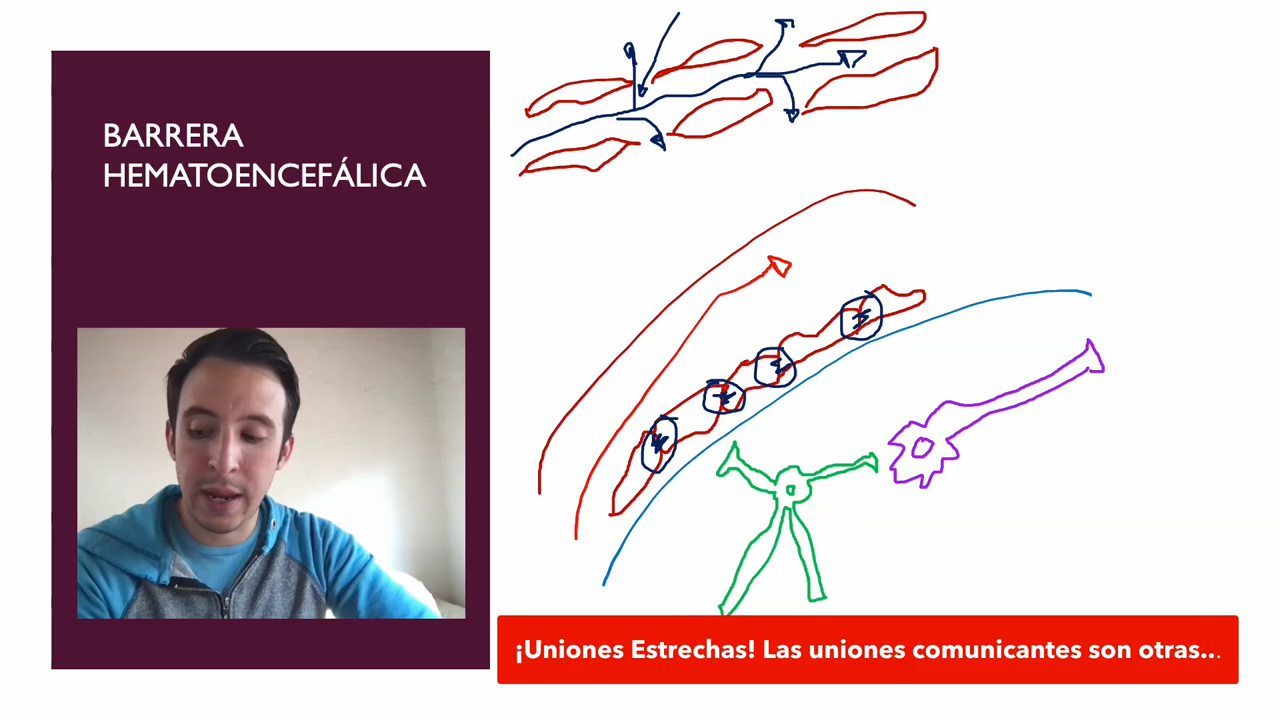 BARRERA
HEMATOENCEFÁLICA
¡Uniones Estrechas! Las uniones comunicantes son otras...